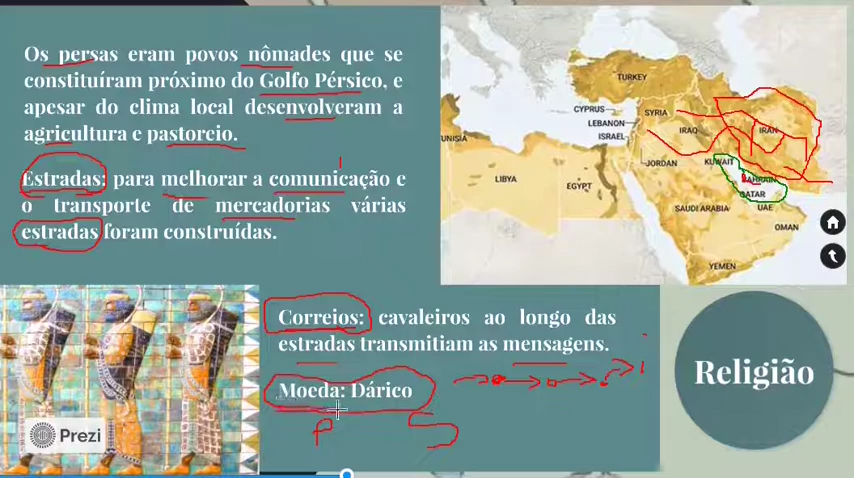 Os persas eram povos nômades que se
constituíram próximo do Golfo Pérsico, e
apesar do clima local desenvolveram a
agricultura e pastoreio.
Estradas: para melhorar a comunicação e
o transporte de mercadorias várias
estradas foram construídas.
TURKEY
CYPRUS
SYRIA
LEBANON
ISRAEL
IRAQ
IRAN
TUNISIA
JORDAN
KUWAIT
LIBYA
EGYPT
BAHRAIN
QATAR
SAUDI ARABIA
UAE
OMAN
YEMEN
Correios: cavaleiros ao longo das
estradas transmitiam as mensagens.
Moeda: Dárico
P S
Religião
Prezi